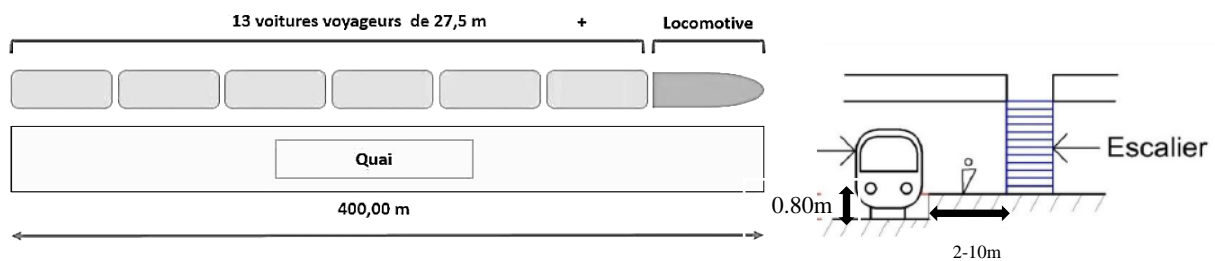 13 voitures voyageurs de 27,5 m + Locomotive
Quai
400,00 m
Escalier
0.80m
2-10m